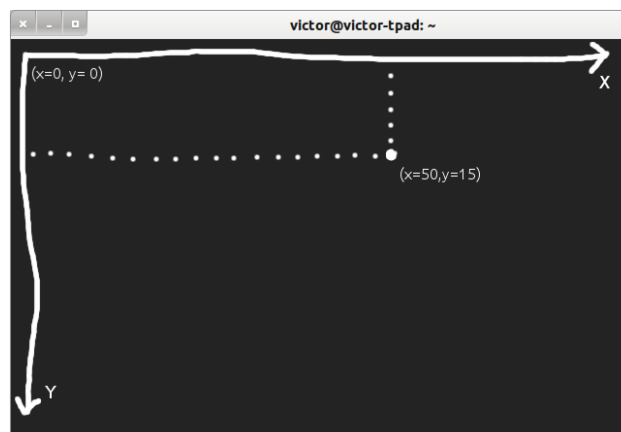 victor@victor-tpad: ~
(x=0, y= 0)
X
(x=50,y=15)
Y